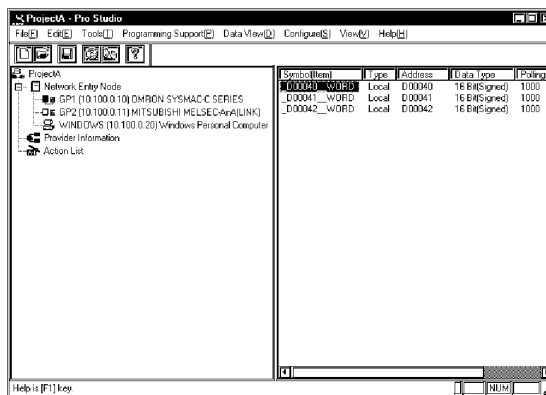 ProjectA - Pro Studio
File(F) Edit(E) Tools(T) Programming Support(P) Data View(D) Configure(S) View(V) Help(H)
ProjectA
Network Entry Node
GP1 (10.100.0.10) OMRON SYSMAC-C SERIES
GP2 (10.100.0.11) MITSUBISHI MELSEC-AnA(LINK)
WINDOWS (10.100.0.20) Windows Personal Computer
Provider Information
Action List
Symbol(Item) Type Address Data Type Polling
_D00040__WORD Local D00040 16 Bit(Signed) 1000
_D00041__WORD Local D00041 16 Bit(Signed) 1000
_D00042__WORD Local D00042 16 Bit(Signed) 1000
Help is [F1] key. NUM